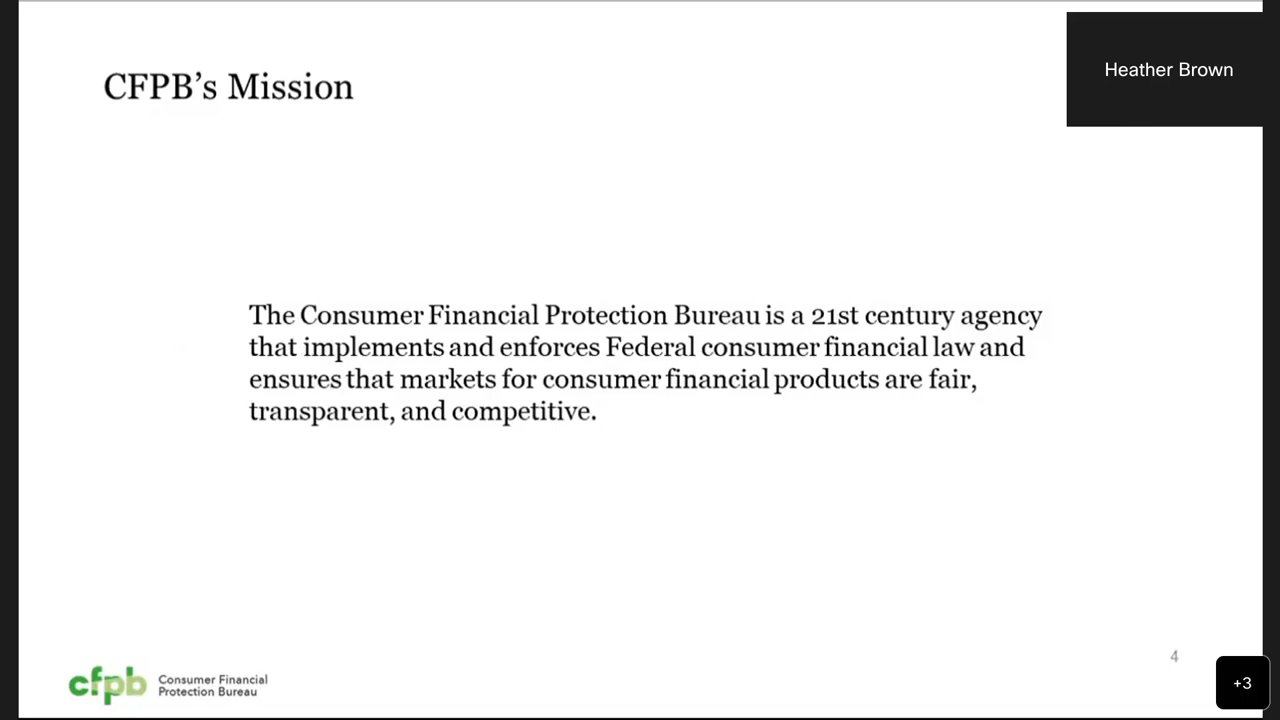 Heather Brown
CFPB’s Mission
The Consumer Financial Protection Bureau is a 21st century agency
that implements and enforces Federal consumer financial law and
ensures that markets for consumer financial products are fair,
transparent, and competitive.
4
cfpb
Consumer Financial
Protection Bureau
+3